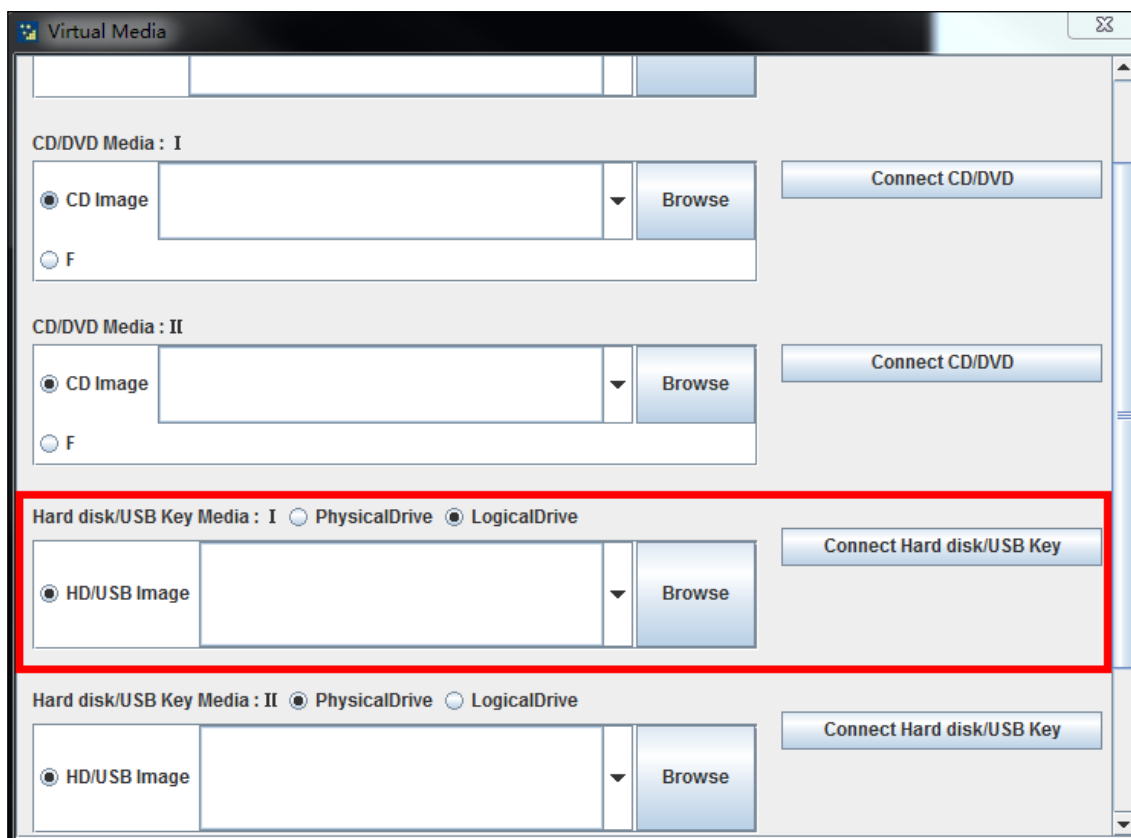 Virtual Media
CD/DVD Media : I
CD Image Browse Connect CD/DVD
F
CD/DVD Media : II
CD Image Browse Connect CD/DVD
F
Hard disk/USB Key Media : I PhysicalDrive LogicalDrive
Connect Hard disk/USB Key
HD/USB Image Browse
Hard disk/USB Key Media : II PhysicalDrive LogicalDrive
Connect Hard disk/USB Key
HD/USB Image Browse